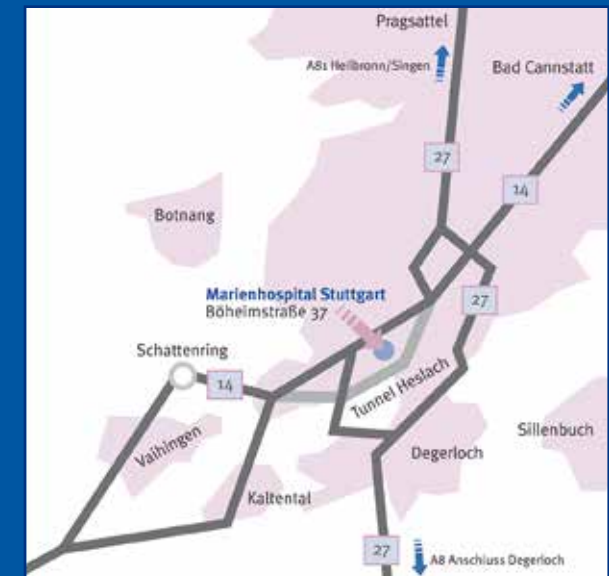 Pragsattel
A81 Heilbronn/Singen
Bad Cannstatt
27
14
Botnang
Marienhospital Stuttgart
Böheimstraße 37
27
Schattenring
14
Tunnel Heslach
Vaihingen
Sillenbuch
Degerloch
Kaltental
27
A8 Anschluss Degerloch